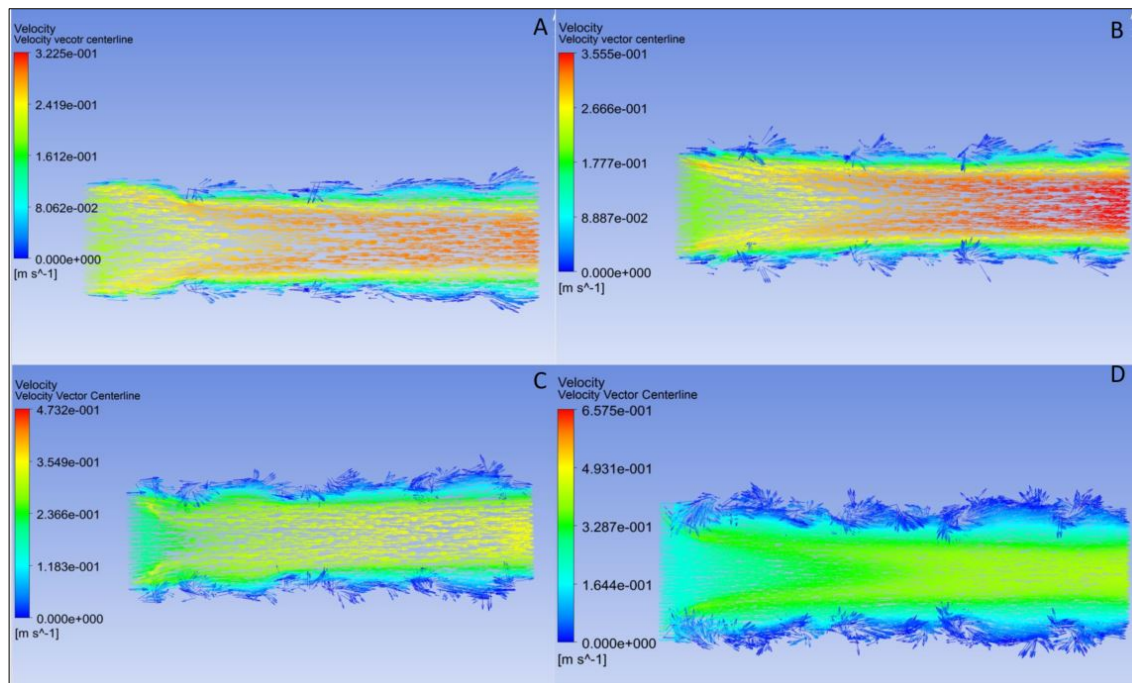 A
Velocity
Velocity vecotr centerline
3.225e-001
2.419e-001
1.612e-001
8.062e-002
0.000e+000
[m s^-1]
B
Velocity
Velocity vector centerline
3.555e-001
2.666e-001
1.777e-001
8.887e-002
0.000e+000
[m s^-1]
C
Velocity
Velocity Vector Centerline
4.732e-001
3.549e-001
2.366e-001
1.183e-001
0.000e+000
[m s^-1]
D
Velocity
Velocity Vector Centerline
6.575e-001
4.931e-001
3.287e-001
1.644e-001
0.000e+000
[m s^-1]